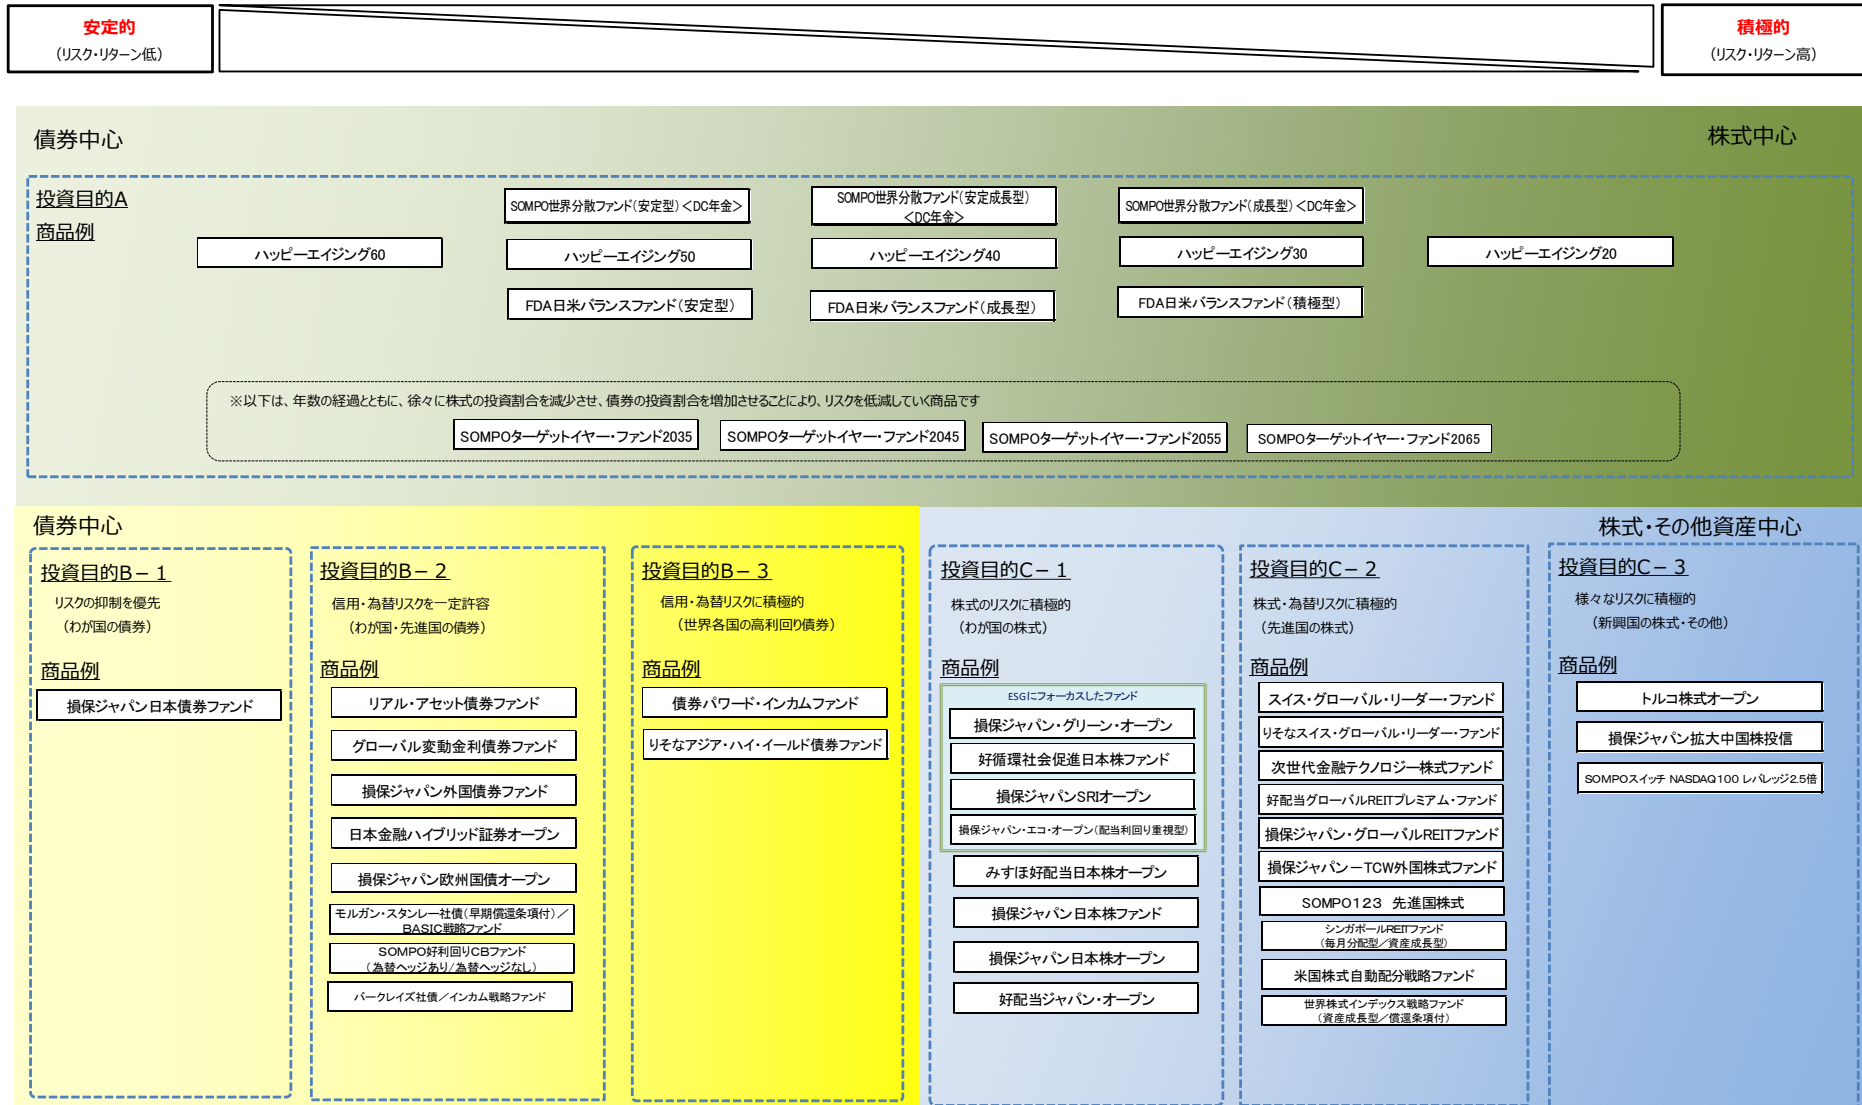 安定的
（リスク・リターン低）
積極的
（リスク・リターン高）
債券中心
株式中心
投資目的A
商品例
SOMPO世界分散ファンド（安定型）＜DC年金＞
SOMPO世界分散ファンド（安定成長型）
＜DC年金＞
SOMPO世界分散ファンド（成長型）＜DC年金＞
ハッピーエイジング60
ハッピーエイジング50
ハッピーエイジング40
ハッピーエイジング30
ハッピーエイジング20
FDA日米バランスファンド（安定型）
FDA日米バランスファンド（成長型）
FDA日米バランスファンド（積極型）
※以下は、年数の経過とともに、徐々に株式の投資割合を減少させ、債券の投資割合を増加させることにより、リスクを低減していく商品です
SOMPOターゲットイヤー・ファンド2035
SOMPOターゲットイヤー・ファンド2045
SOMPOターゲットイヤー・ファンド2055
SOMPOターゲットイヤー・ファンド2065
債券中心
株式・その他資産中心
投資目的B－1
リスクの抑制を優先
（わが国の債券）
商品例
損保ジャパン日本債券ファンド
投資目的B－2
信用・為替リスクを一定許容
（わが国・先進国の債券）
商品例
リアル・アセット債券ファンド
グローバル変動金利債券ファンド
損保ジャパン外国債券ファンド
日本金融ハイブリッド証券オープン
損保ジャパン欧州国債オープン
モルガン・スタンレー社債（早期償還条項付）／
BASIC戦略ファンド
SOMPO好利回りCBファンド
（為替ヘッジあり/為替ヘッジなし）
バークレイズ社債／インカム戦略ファンド
投資目的B－3
信用・為替リスクに積極的
（世界各国の高利回り債券）
商品例
債券パワード・インカムファンド
りそなアジア・ハイ・イールド債券ファンド
投資目的C－1
株式のリスクに積極的
（わが国の株式）
商品例
ESGにフォーカスしたファンド
損保ジャパン・グリーン・オープン
好循環社会促進日本株ファンド
損保ジャパンSRIオープン
損保ジャパン・エコ・オープン（配当利回り重視型）
みずほ好配当日本株オープン
損保ジャパン日本株ファンド
損保ジャパン日本株オープン
好配当ジャパン・オープン
投資目的C－2
株式・為替リスクに積極的
（先進国の株式）
商品例
スイス・グローバル・リーダー・ファンド
りそなスイス・グローバル・リーダー・ファンド
次世代金融テクノロジー株式ファンド
好配当グローバルREITプレミアム・ファンド
損保ジャパン・グローバルREITファンド
損保ジャパン－TCW外国株式ファンド
SOMPO123　先進国株式
シンガポールREITファンド
（毎月分配型／資産成長型）
米国株式自動配分戦略ファンド
世界株式インデックス戦略ファンド
（資産成長型／償還条項付）
投資目的C－3
様々なリスクに積極的
（新興国の株式・その他）
商品例
トルコ株式オープン
損保ジャパン拡大中国株投信
SOMPOスイッチ NASDAQ100 レバレッジ2.5倍